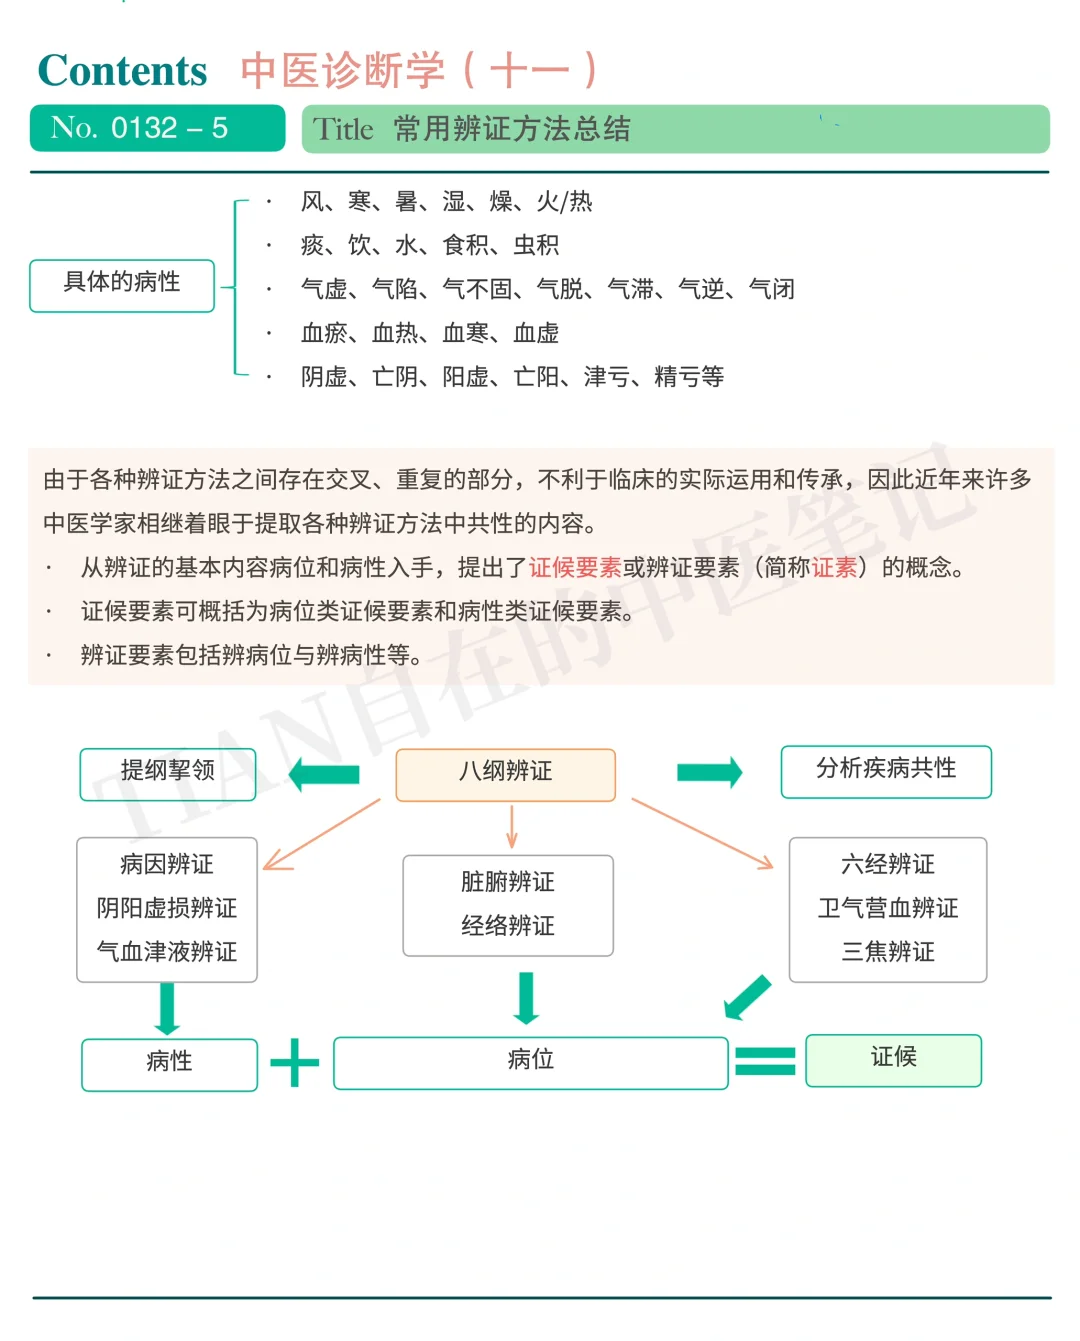 Contents 中医诊断学（十一）
No. 0132 – 5 Title 常用辨证方法总结
具体的病性
· 风、寒、暑、湿、燥、火/热
· 痰、饮、水、食积、虫积
· 气虚、气陷、气不固、气脱、气滞、气逆、气闭
· 血瘀、血热、血寒、血虚
· 阴虚、亡阴、阳虚、亡阳、津亏、精亏等
由于各种辨证方法之间存在交叉、重复的部分，不利于临床的实际运用和传承，因此近年来许多
中医学家相继着眼于提取各种辨证方法中共性的内容。
· 从辨证的基本内容病位和病性入手，提出了证候要素或辨证要素（简称证素）的概念。
· 证候要素可概括为病位类证候要素和病性类证候要素。
· 辨证要素包括辨病位与辨病性等。
TIAN自在的中医笔记
提纲挈领
八纲辨证
分析疾病共性
病因辨证
阴阳虚损辨证
气血津液辨证
脏腑辨证
经络辨证
六经辨证
卫气营血辨证
三焦辨证
病性
病位
证候